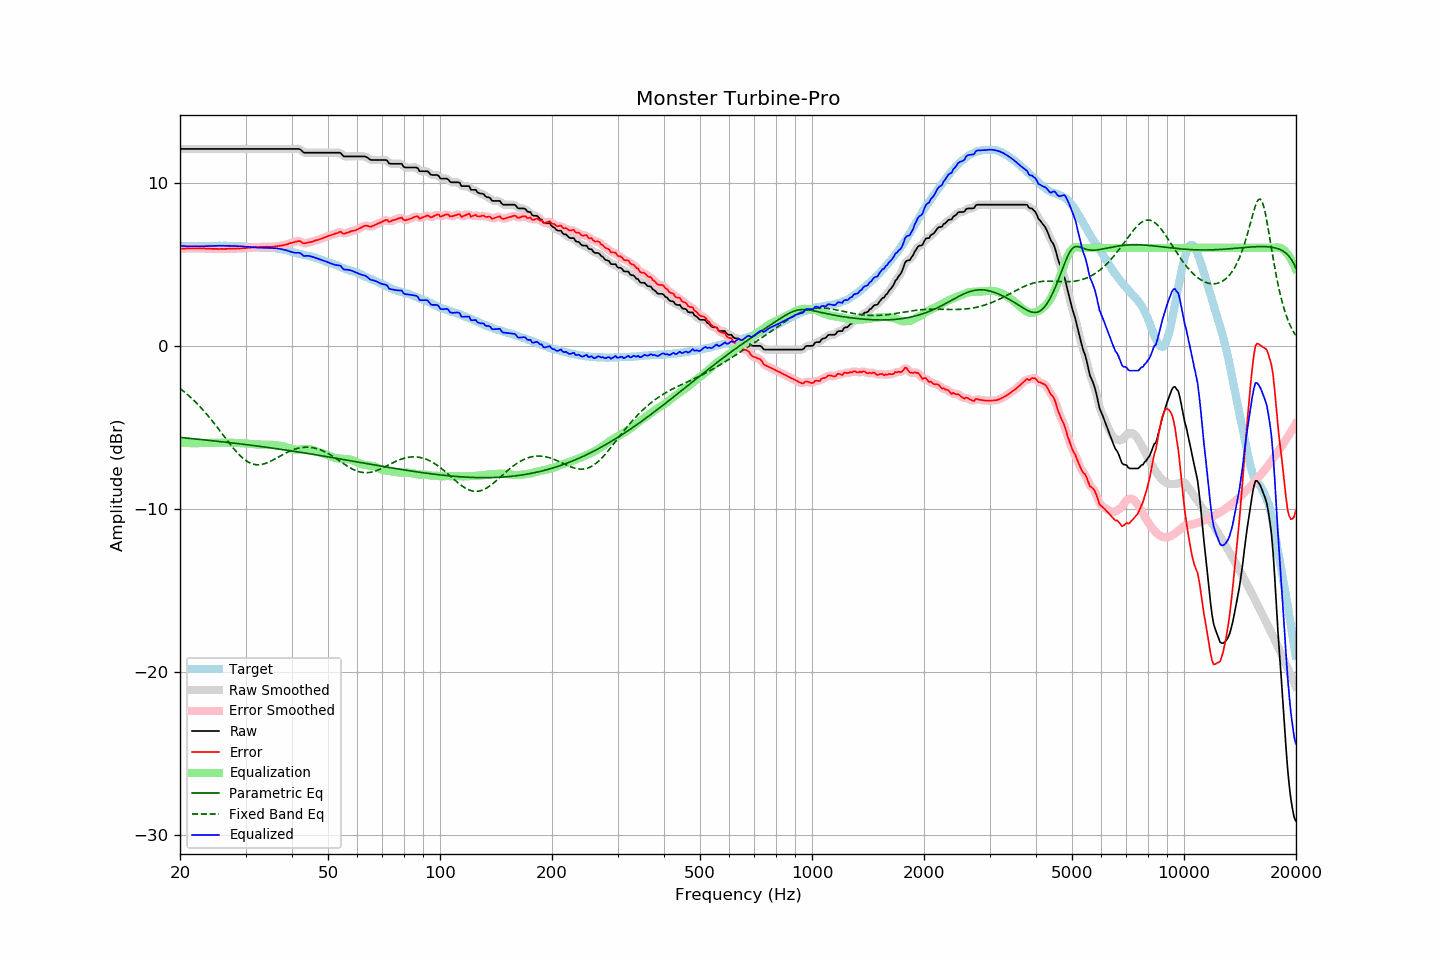 Monster Turbine-Pro
Amplitude (dBr)
10
0
−10
−20
−30
Target
Raw Smoothed
Error Smoothed
Raw
Error
Equalization
Parametric Eq
Fixed Band Eq
Equalized
20 50 100 200 500 1000 2000 5000 10000 20000
Frequency (Hz)